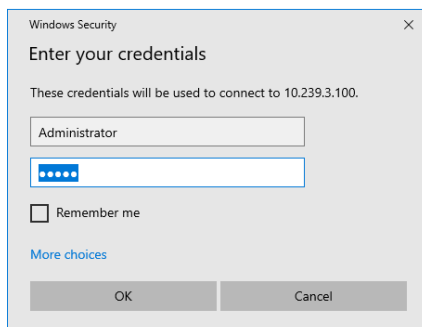 Windows Security
Enter your credentials
These credentials will be used to connect to 10.239.3.100.
Administrator
●●●●●
Remember me
More choices
OK
Cancel